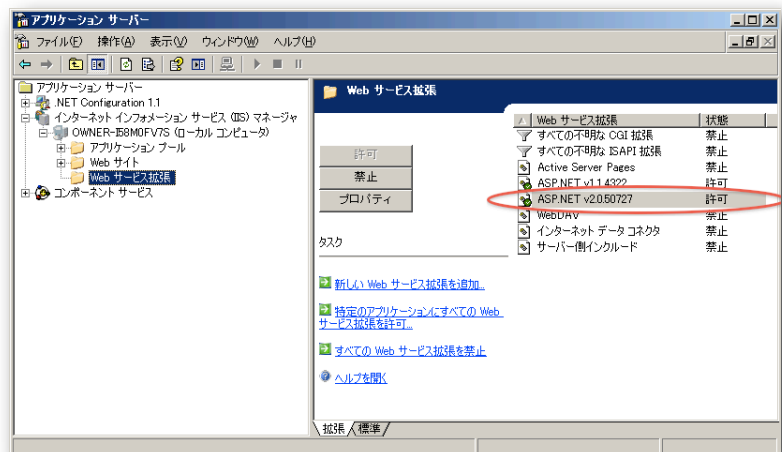 アプリケーション サーバー
ファイル(F) 操作(A) 表示(V) ウィンドウ(W) ヘルプ(H)
アプリケーション サーバー
.NET Configuration 1.1
インターネット インフォメーション サービス (IIS) マネージャ
OWNER-I58M0FV7S (ローカル コンピュータ)
アプリケーション プール
Web サイト
Web サービス拡張
コンポーネント サービス
Web サービス拡張
許可
禁止
プロパティ
タスク
新しい Web サービス拡張を追加...
特定のアプリケーションにすべての Web
サービス拡張を許可...
すべての Web サービス拡張を禁止
ヘルプを開く
Web サービス拡張 状態
すべての不明な CGI 拡張 禁止
すべての不明な ISAPI 拡張 禁止
Active Server Pages 禁止
ASP.NET v1.1.4322 許可
ASP.NET v2.0.50727 許可
WebDAV 禁止
インターネット データ コネクタ 禁止
サーバー側インクルード 禁止
拡張 標準